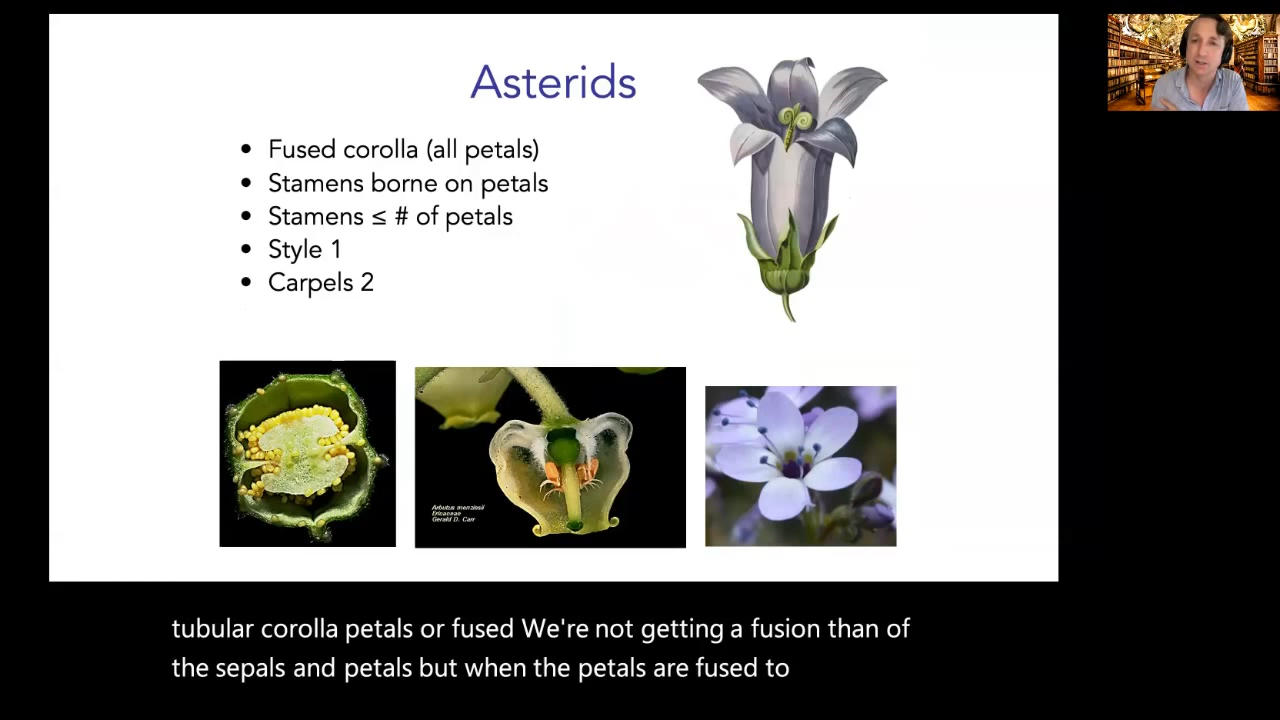 Asterids
• Fused corolla (all petals)
• Stamens borne on petals
• Stamens ≤ # of petals
• Style 1
• Carpels 2
Arbutus menziesii
Ericaceae
Gerald D. Carr
tubular corolla petals or fused We're not getting a fusion than of
the sepals and petals but when the petals are fused to